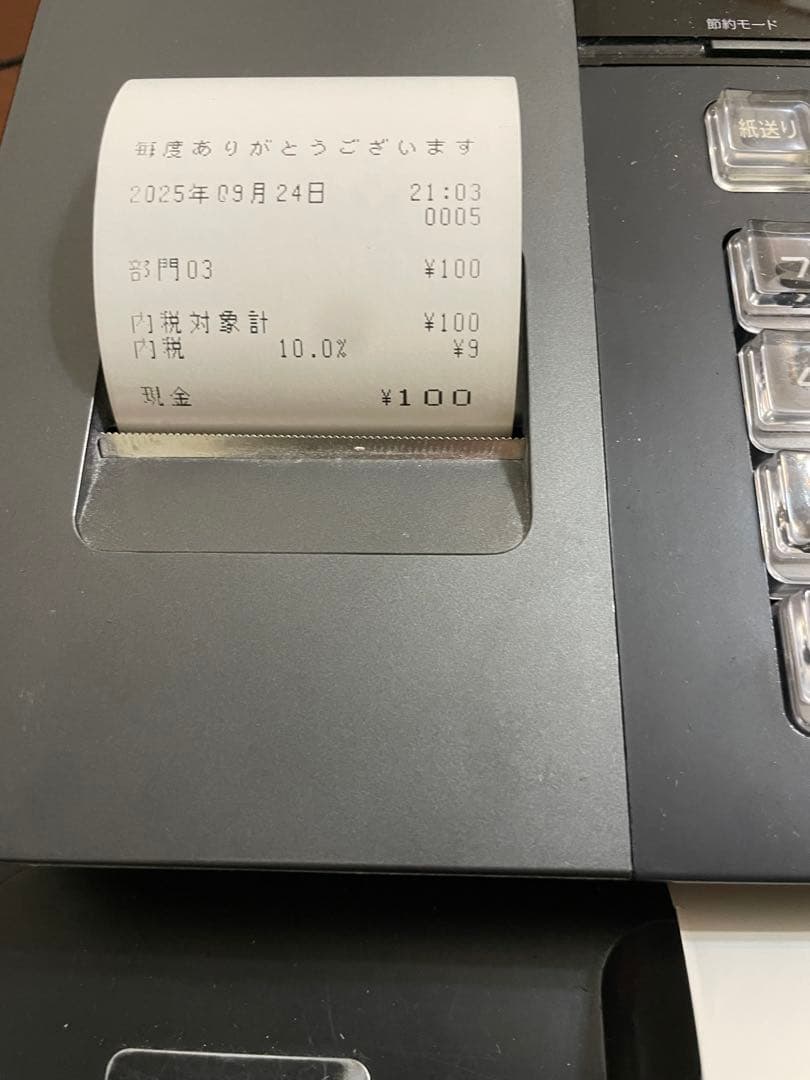 毎度ありがとうございます
2025年09月24日 21:03
0005
部門03 ¥100
内税対象計 ¥100
内税 10.0% ¥9
現金 ¥100
節約モード
紙送り
7